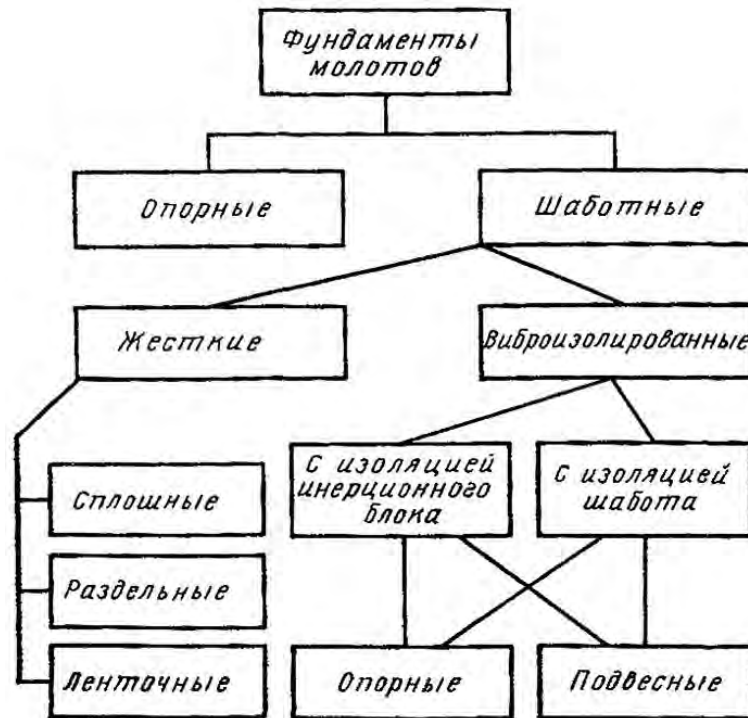 Фундаменты
молотов
Опорные
Шаботные
Жесткие
Виброизолированные
С изоляцией
инерционного
блока
С изоляцией
шабота
Сплошные
Раздельные
Ленточные
Опорные
Подвесные